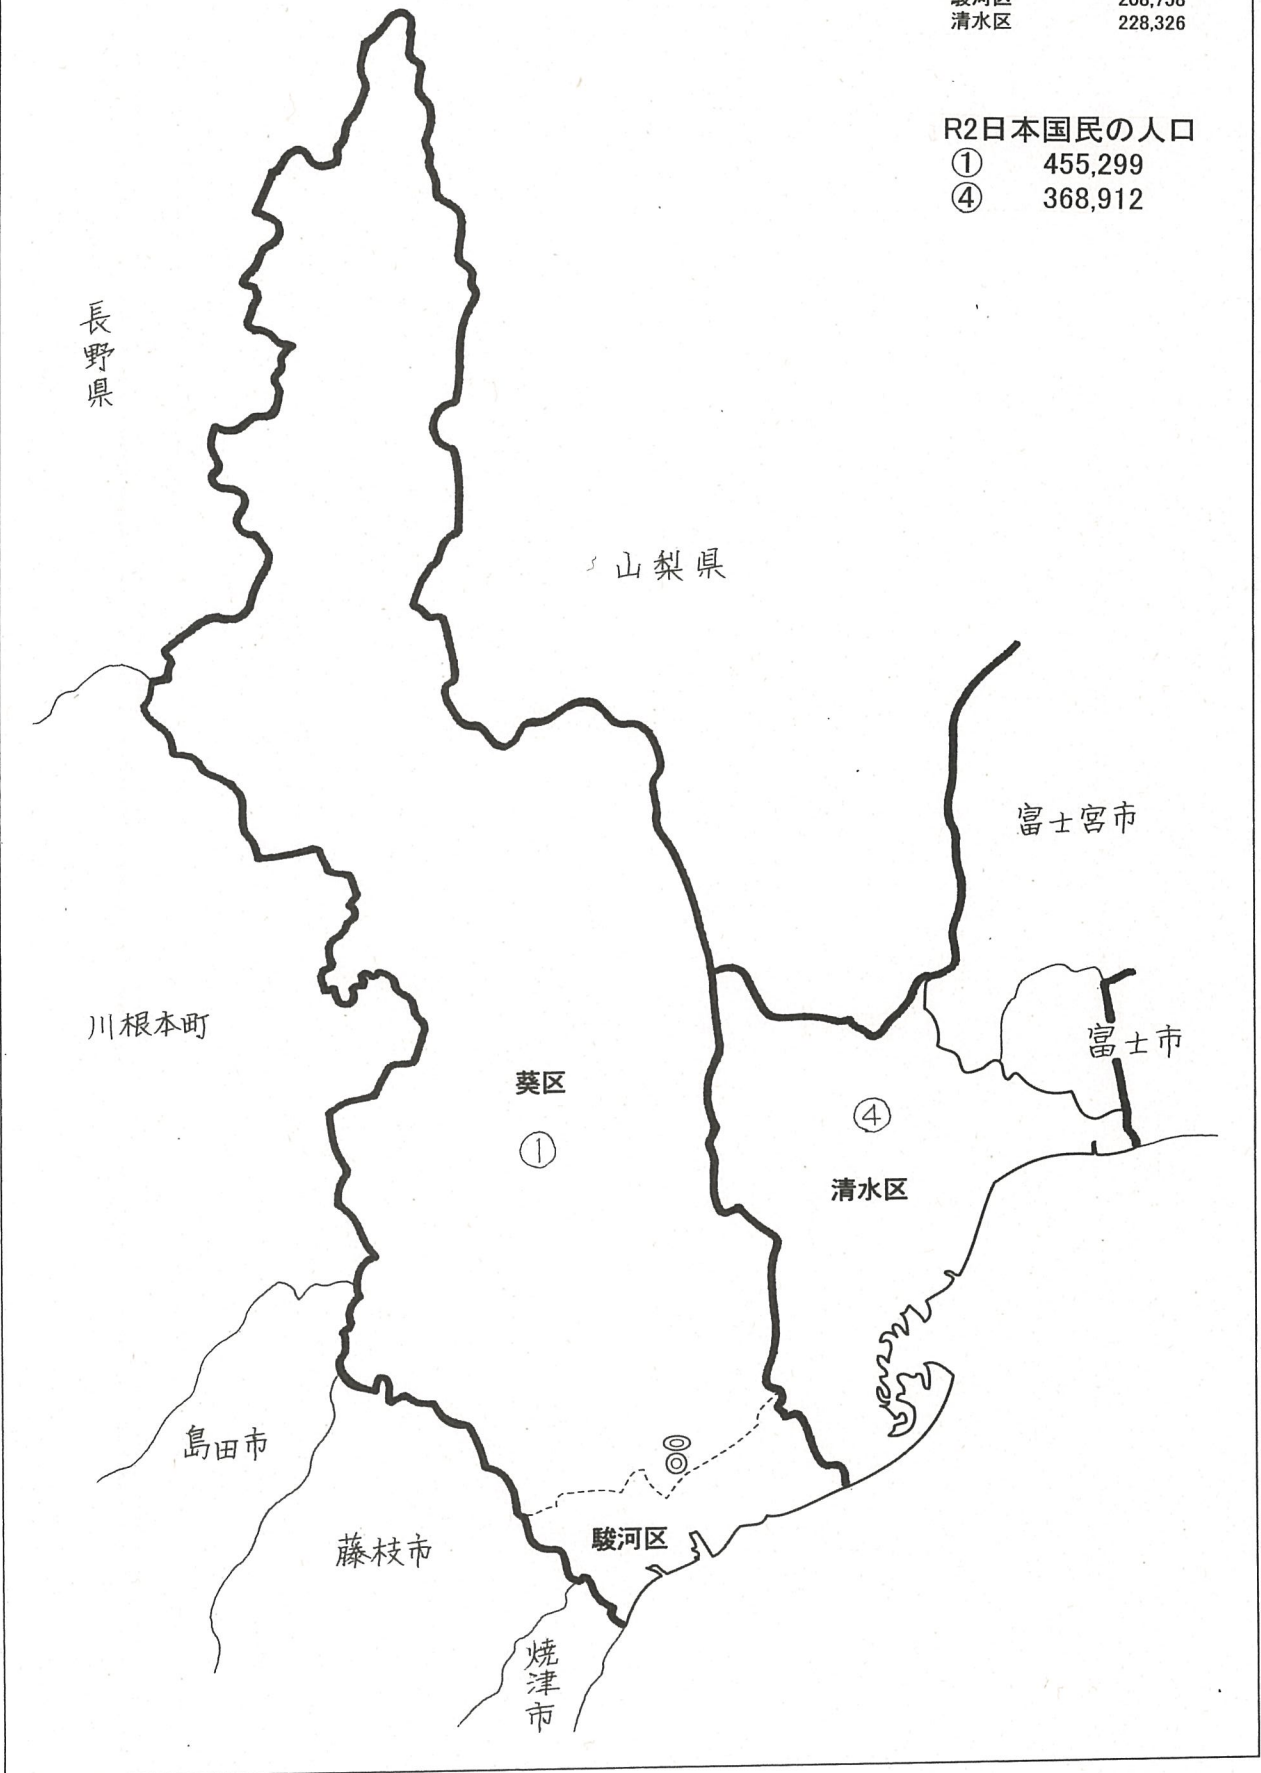 清水区 228,326
R2日本国民の人口
① 455,299
④ 368,912
長野県
山梨県
富士宮市
川根本町
富士市
葵区
①
④
清水区
島田市
藤枝市
駿河区
焼津市